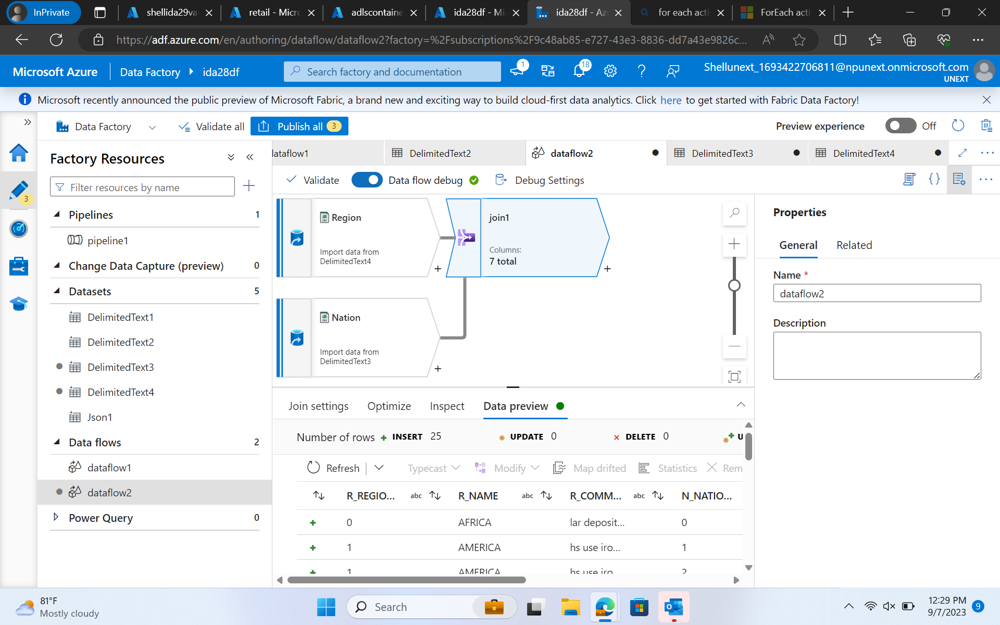 InPrivate
shellida29va
retail - Micro
adlscontaine
ida28df - Mi
ida28df - Az
for each acti
ForEach acti
https://adf.azure.com/en/authoring/dataflow/dataflow2?factory=%2Fsubscriptions%2F9c48ab85-e727-43e3-8836-dd7a43e9826c...
Microsoft Azure
Data Factory
ida28df
Search factory and documentation
1
18
Shellunext_1693422706811@npunext.onmicrosoft.com
UNEXT
Microsoft recently announced the public preview of Microsoft Fabric, a brand new and exciting way to build cloud-first data analytics. Click here to get started with Fabric Data Factory!
Data Factory
Validate all
Publish all 3
Preview experience
Off
3
Factory Resources
Filter resources by name
Pipelines 1
pipeline1
Change Data Capture (preview) 0
Datasets 5
DelimitedText1
DelimitedText2
DelimitedText3
DelimitedText4
Json1
Data flows 2
dataflow1
dataflow2
Power Query 0
dataflow1
DelimitedText2
dataflow2
DelimitedText3
DelimitedText4
Validate
Data flow debug
Debug Settings
Region
Import data from
DelimitedText4
join1
Columns:
7 total
Nation
Import data from
DelimitedText3
Join settings
Optimize
Inspect
Data preview
Number of rows
INSERT 25
UPDATE 0
DELETE 0
U
Refresh
Typecast
Modify
Map drifted
Statistics
Rem
R_REGIO... abc R_NAME abc R_COMM... abc N_NATIO...
0 AFRICA lar deposit... 0
1 AMERICA hs use iro... 1
1 AMERICA hs use iro 2
Properties
General
Related
Name *
dataflow2
Description
81°F
Mostly cloudy
Search
12:29 PM
9/7/2023
9